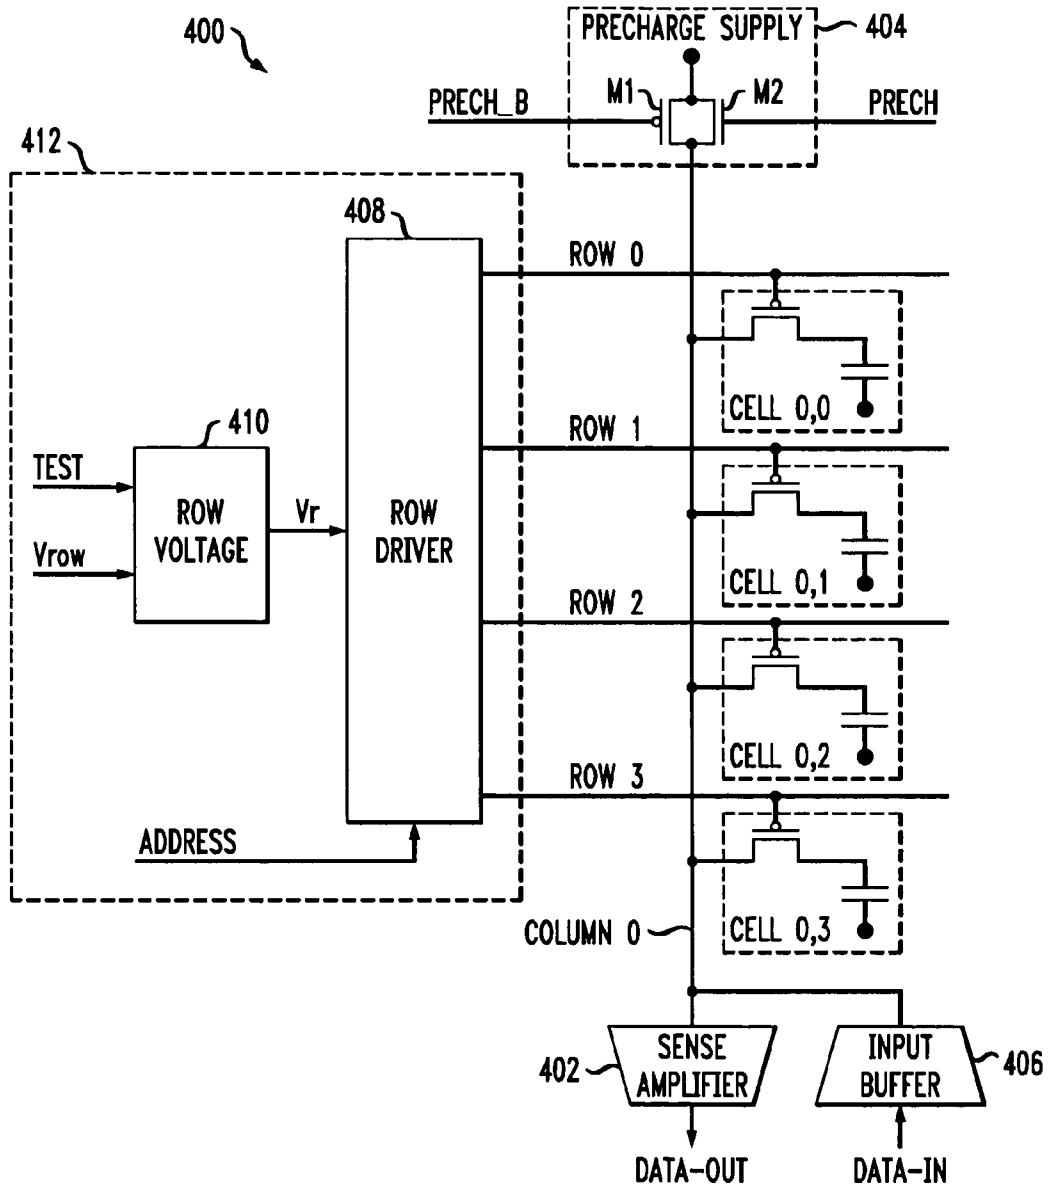 400
PRECHARGE SUPPLY
404
M1
M2
PRECH_B
PRECH
412
408
ROW 0
CELL 0,0
410
ROW 1
TEST
ROW
VOLTAGE
Vr
ROW
DRIVER
Vrow
CELL 0,1
ROW 2
CELL 0,2
ROW 3
ADDRESS
COLUMN 0
CELL 0,3
402
SENSE
AMPLIFIER
INPUT
BUFFER
406
DATA-OUT
DATA-IN